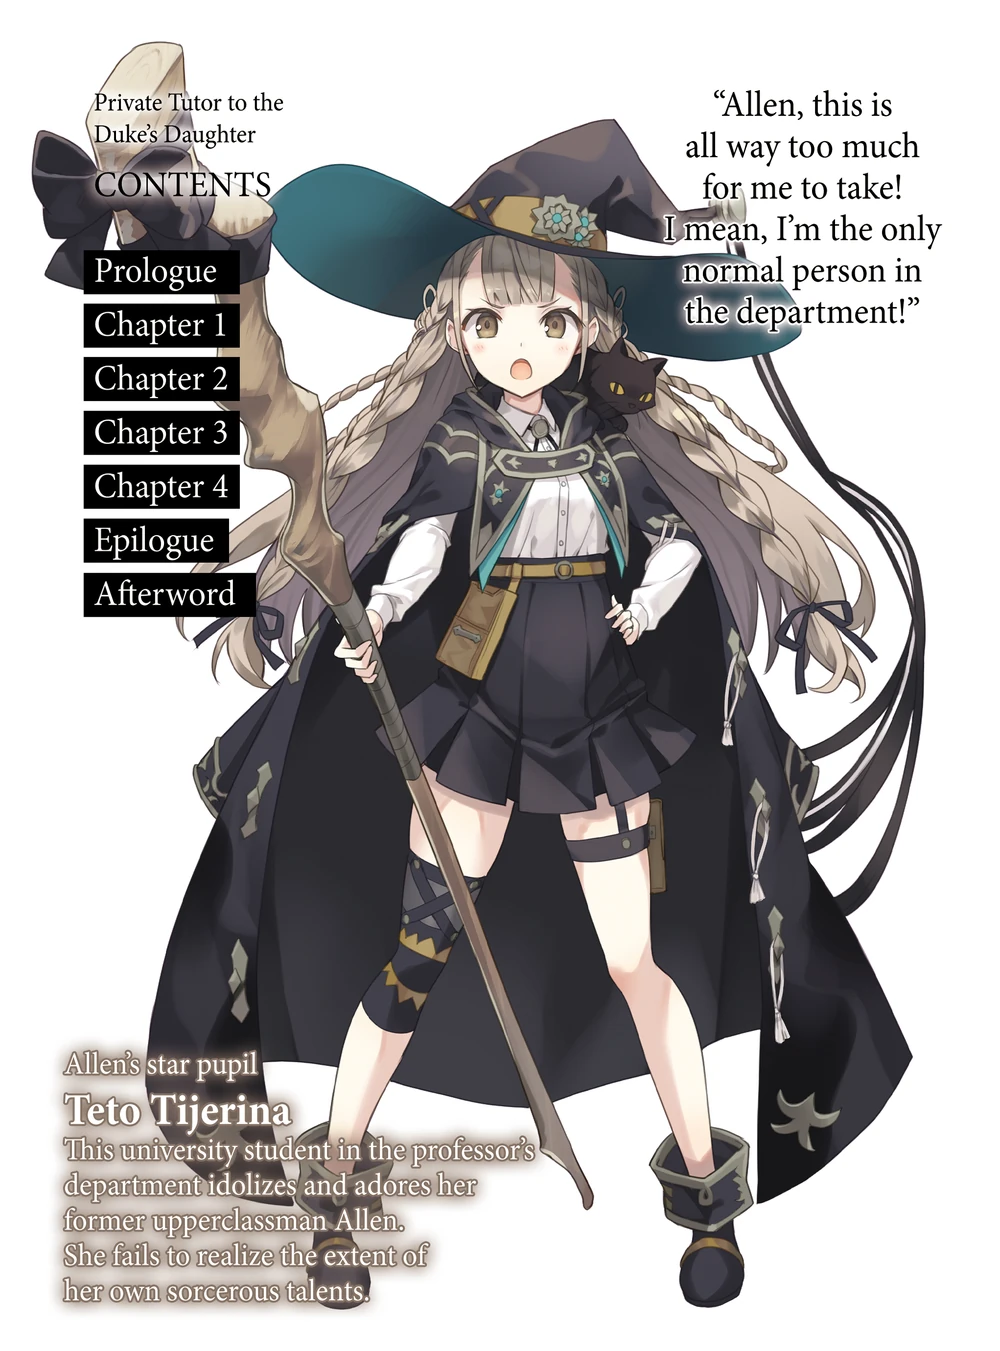 Private Tutor to the
Duke's Daughter
CONTENTS
Prologue
Chapter 1
Chapter 2
Chapter 3
Chapter 4
Epilogue
Afterword
“Allen, this is
all way too much
for me to take!
I mean, I’m the only
normal person in
the department!”
Allen’s star pupil
Teto Tijerina
This university student in the professor’s
department idolizes and adores her
former upperclassman Allen.
She fails to realize the extent of
her own sorcerous talents.